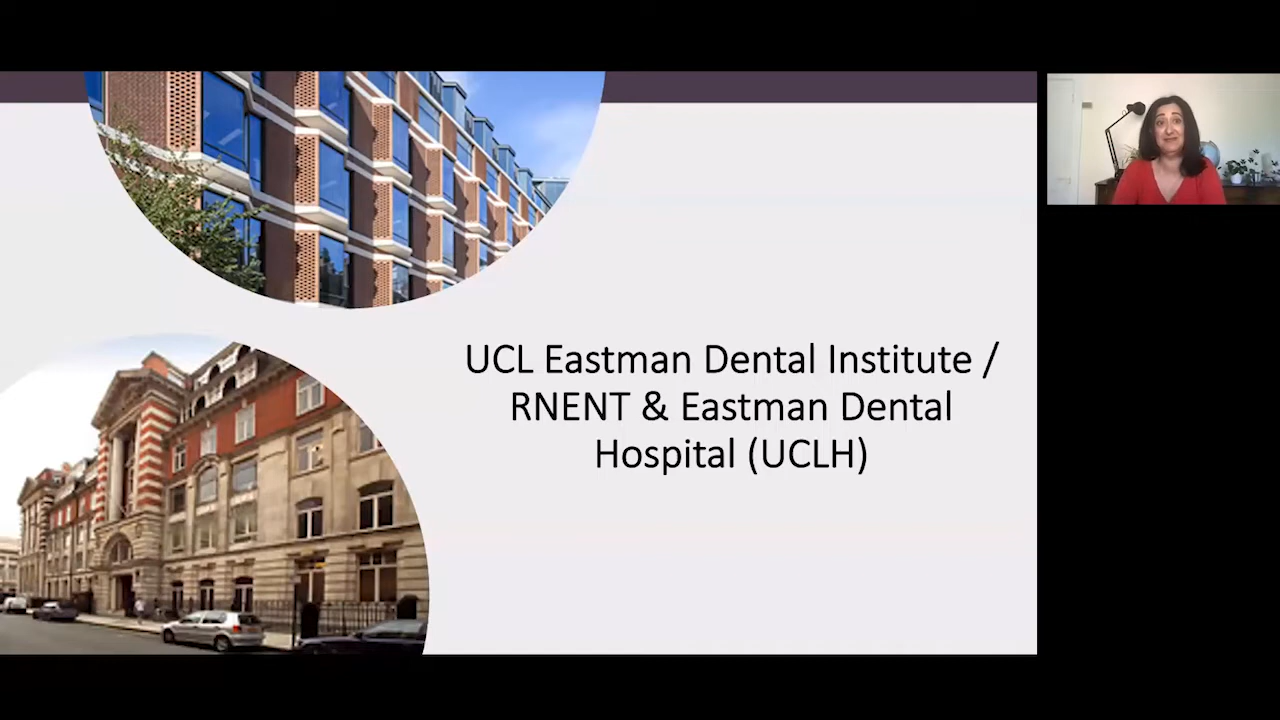 UCL Eastman Dental Institute /
RNENT & Eastman Dental
Hospital (UCLH)